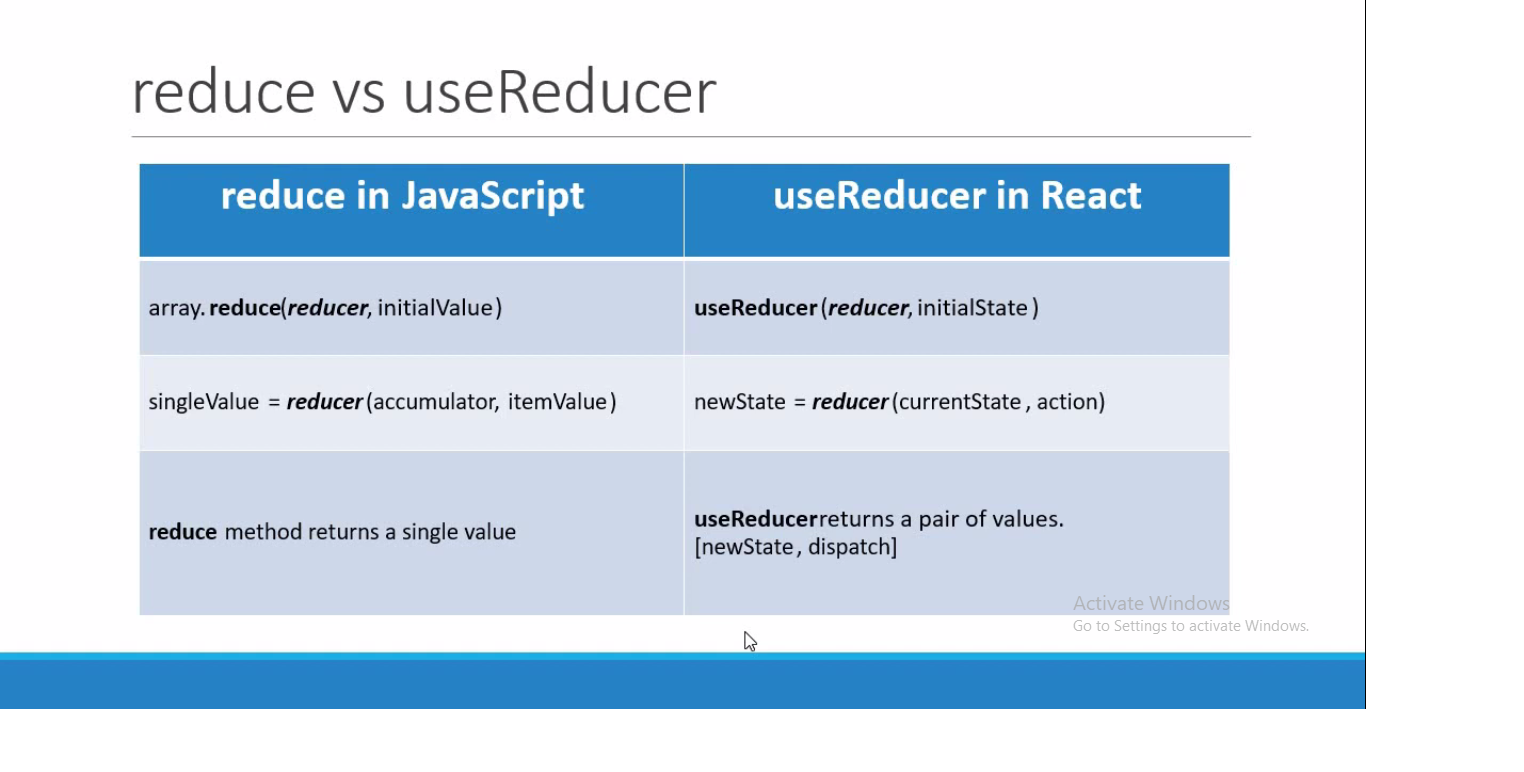 reduce vs useReducer
reduce in JavaScript
useReducer in React
array.reduce(reducer, initialValue)
useReducer(reducer, initialState)
singleValue = reducer(accumulator, itemValue)
newState = reducer(currentState, action)
reduce method returns a single value
useReducer returns a pair of values.
[newState, dispatch]
Activate Windows
Go to Settings to activate Windows.